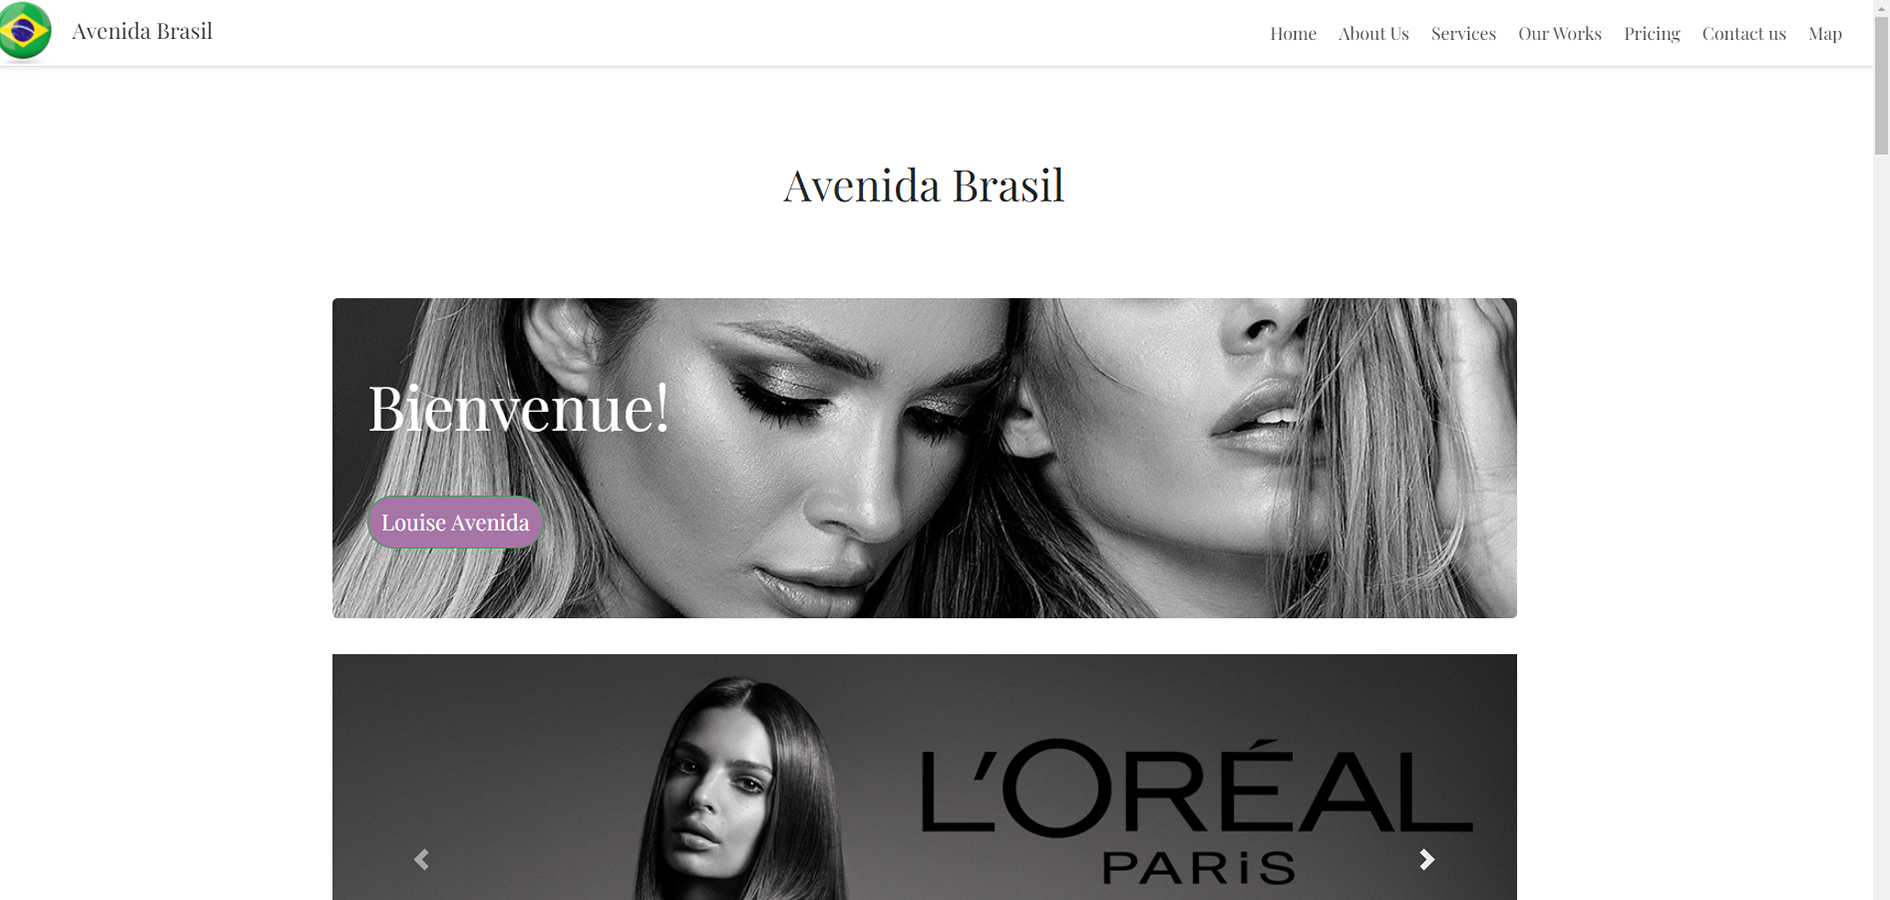 Avenida Brasil
Home About Us Services Our Works Pricing Contact us Map
Avenida Brasil
Bienvenue!
Louise Avenida
L'ORÉAL
PARiS